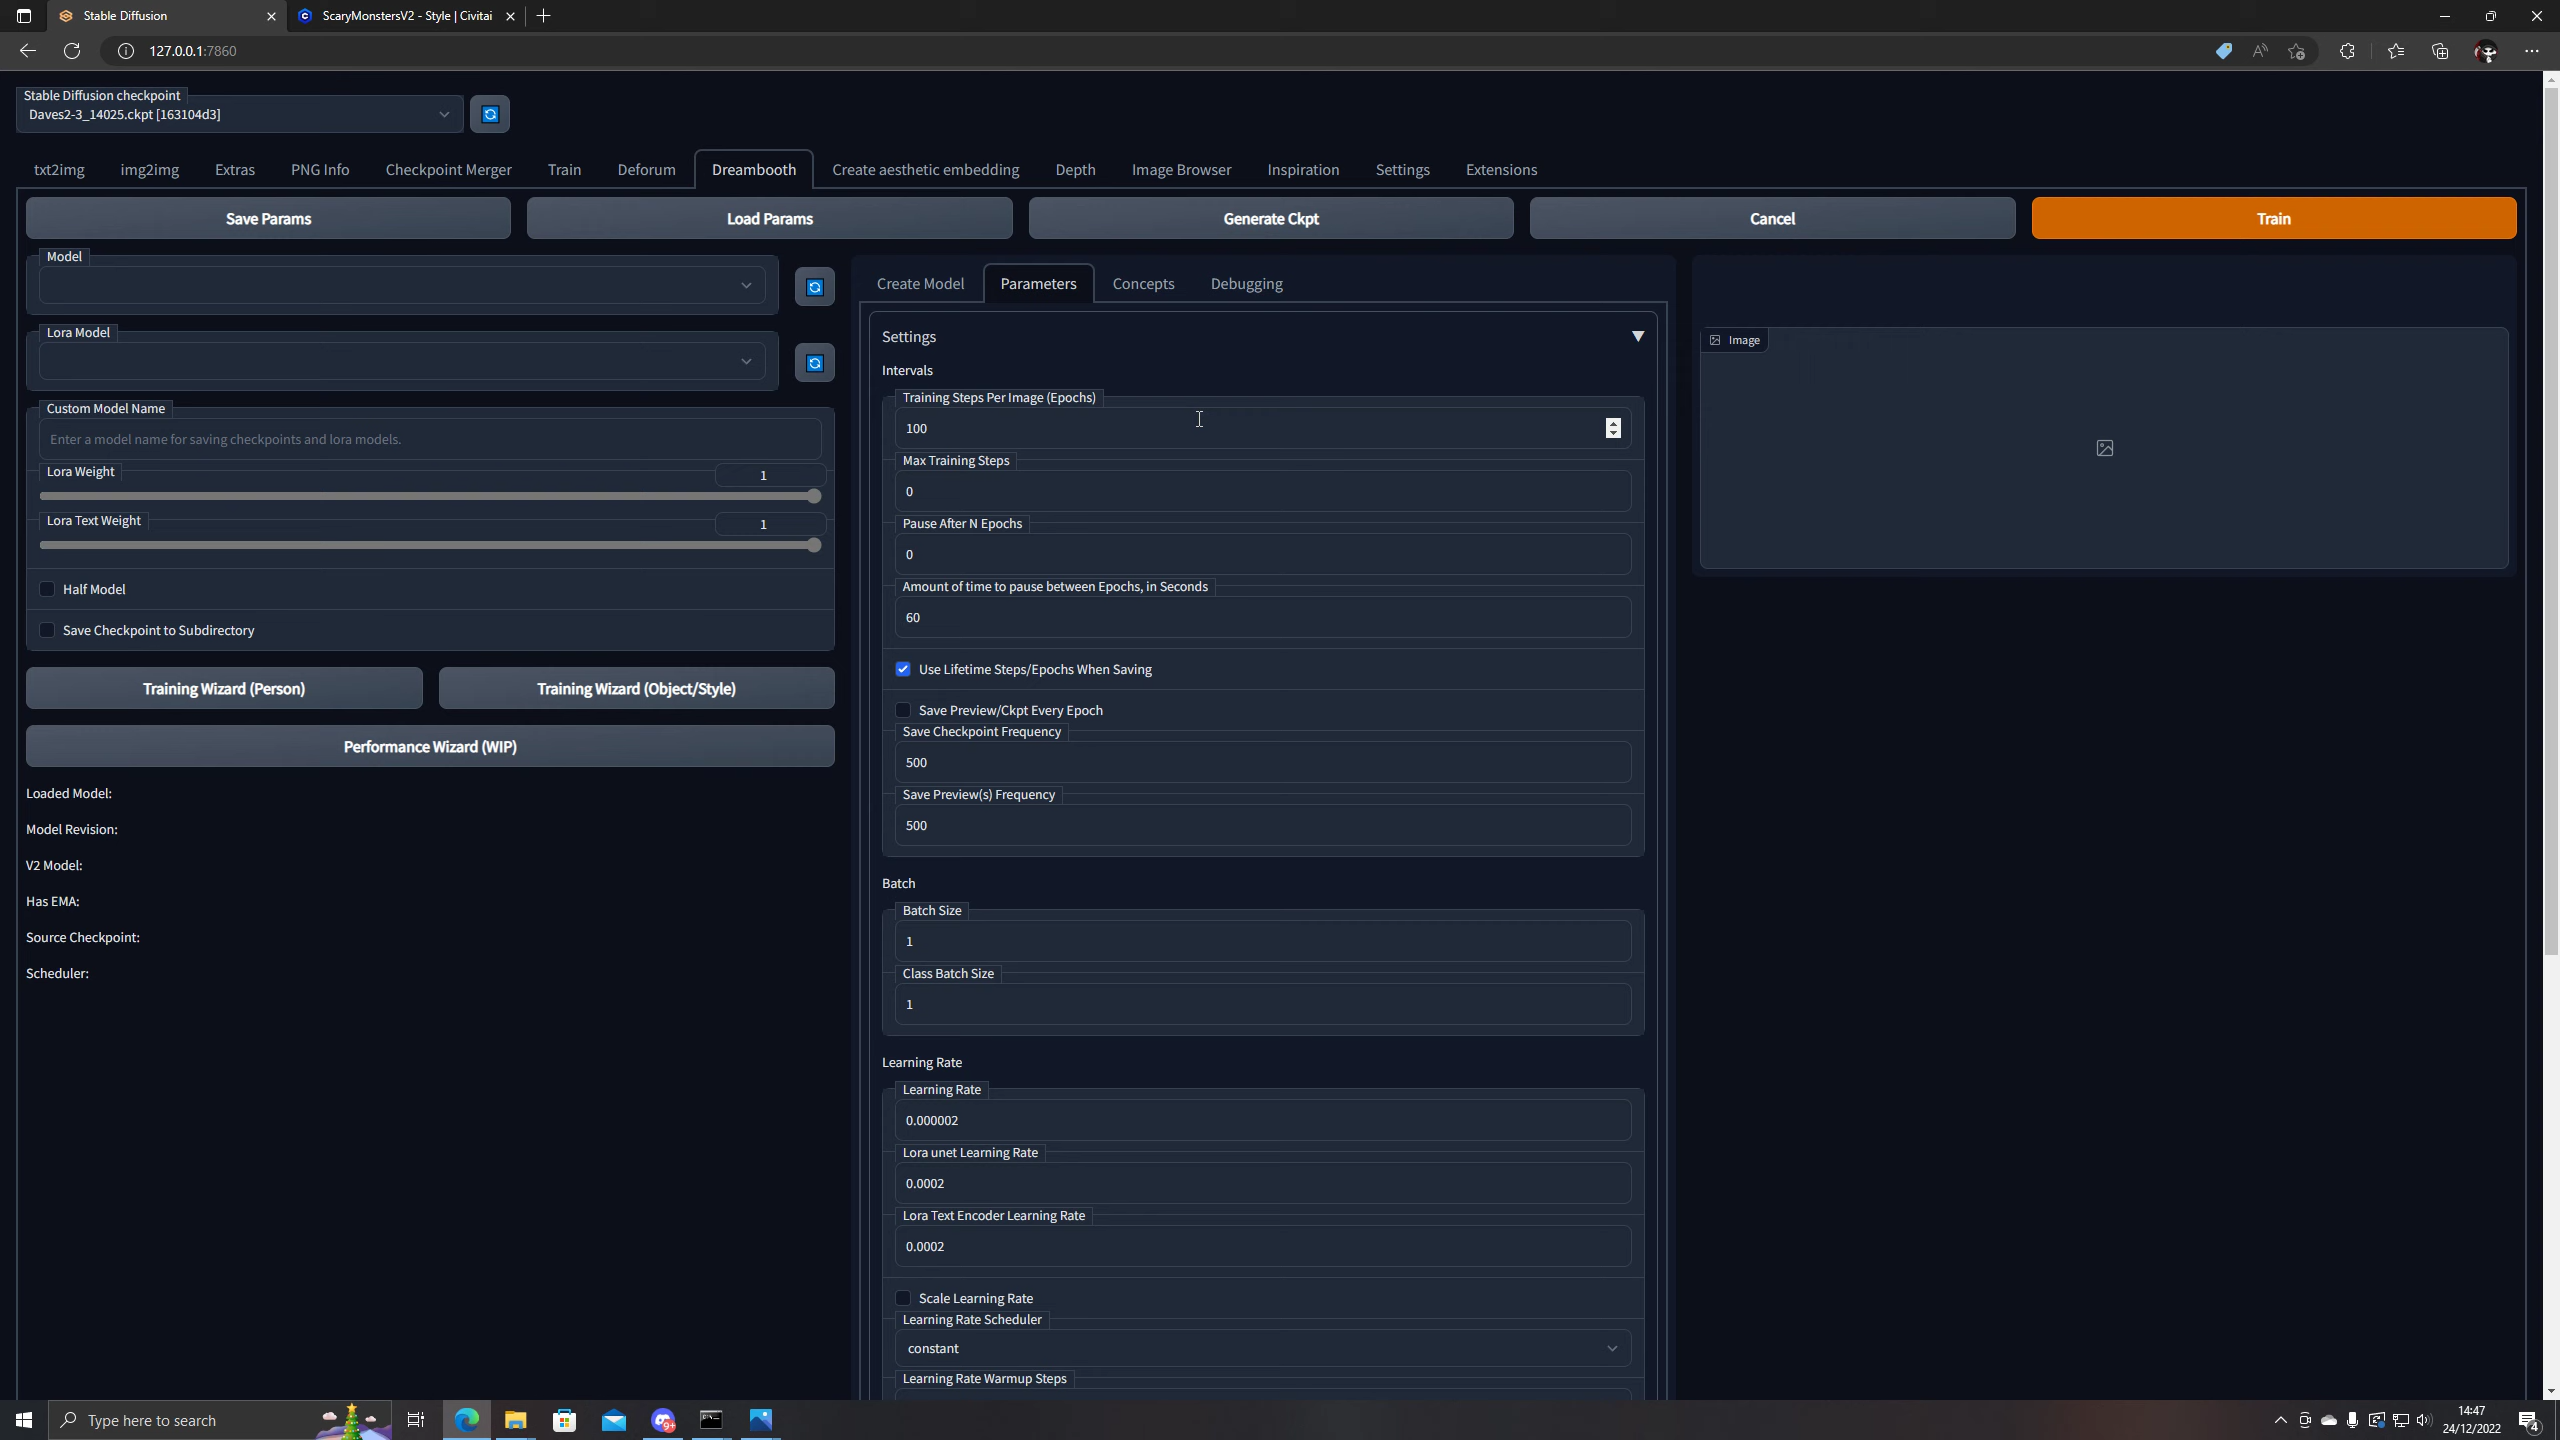 Stable Diffusion
ScaryMonstersV2 - Style | Civitai
127.0.0.1:7860
Stable Diffusion checkpoint
Daves2-3_14025.ckpt [163104d3]
txt2img img2img Extras PNG Info Checkpoint Merger Train Deforum Dreambooth Create aesthetic embedding Depth Image Browser Inspiration Settings Extensions
Save Params Load Params Generate Ckpt Cancel Train
Model
Lora Model
Custom Model Name
Enter a model name for saving checkpoints and lora models.
Lora Weight
1
Lora Text Weight
1
Half Model
Save Checkpoint to Subdirectory
Training Wizard (Person) Training Wizard (Object/Style)
Performance Wizard (WIP)
Loaded Model:
Model Revision:
V2 Model:
Has EMA:
Source Checkpoint:
Scheduler:
Create Model Parameters Concepts Debugging
Settings ▼
Intervals
Training Steps Per Image (Epochs)
100
Max Training Steps
0
Pause After N Epochs
0
Amount of time to pause between Epochs, in Seconds
60
Use Lifetime Steps/Epochs When Saving
Save Preview/Ckpt Every Epoch
Save Checkpoint Frequency
500
Save Preview(s) Frequency
500
Batch
Batch Size
1
Class Batch Size
1
Learning Rate
Learning Rate
0.000002
Lora unet Learning Rate
0.0002
Lora Text Encoder Learning Rate
0.0002
Scale Learning Rate
Learning Rate Scheduler
constant
Learning Rate Warmup Steps
Image
Type here to search
9+
14:47
24/12/2022
4